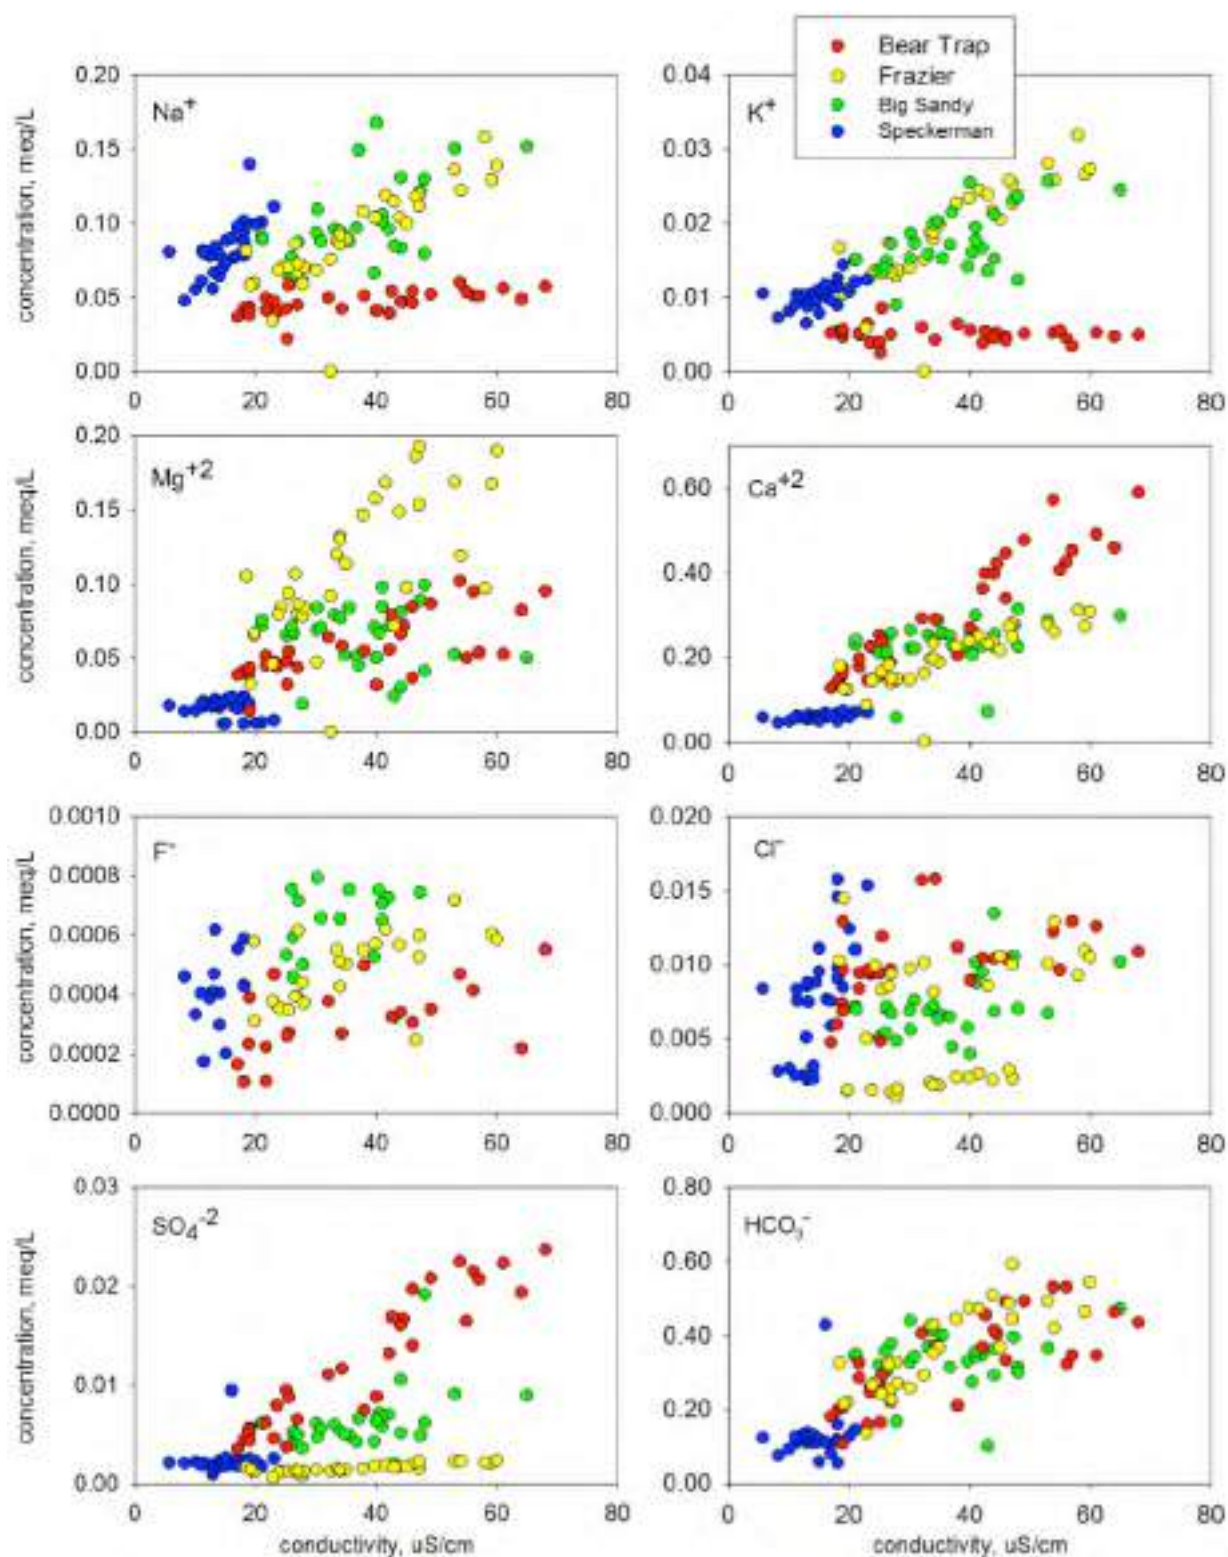 Bear Trap
Frazier
Big Sandy
Speckerman
0.20
0.15
0.10
0.05
0.00
concentration, meq/L
Na+
0 20 40 60 80
0.04
0.03
0.02
0.01
0.00
K+
0 20 40 60 80
0.20
0.15
0.10
0.05
0.00
concentration, meq/L
Mg+2
0 20 40 60 80
0.60
0.40
0.20
0.00
Ca+2
0 20 40 60 80
0.0010
0.0008
0.0006
0.0004
0.0002
0.0000
concentration, meq/L
F-
0 20 40 60 80
0.020
0.015
0.010
0.005
0.000
Cl-
0 20 40 60 80
0.03
0.02
0.01
0.00
concentration, meq/L
SO4-2
0 20 40 60 80
conductivity, uS/cm
0.80
0.60
0.40
0.20
0.00
HCO3-
0 20 40 60 80
conductivity, uS/cm